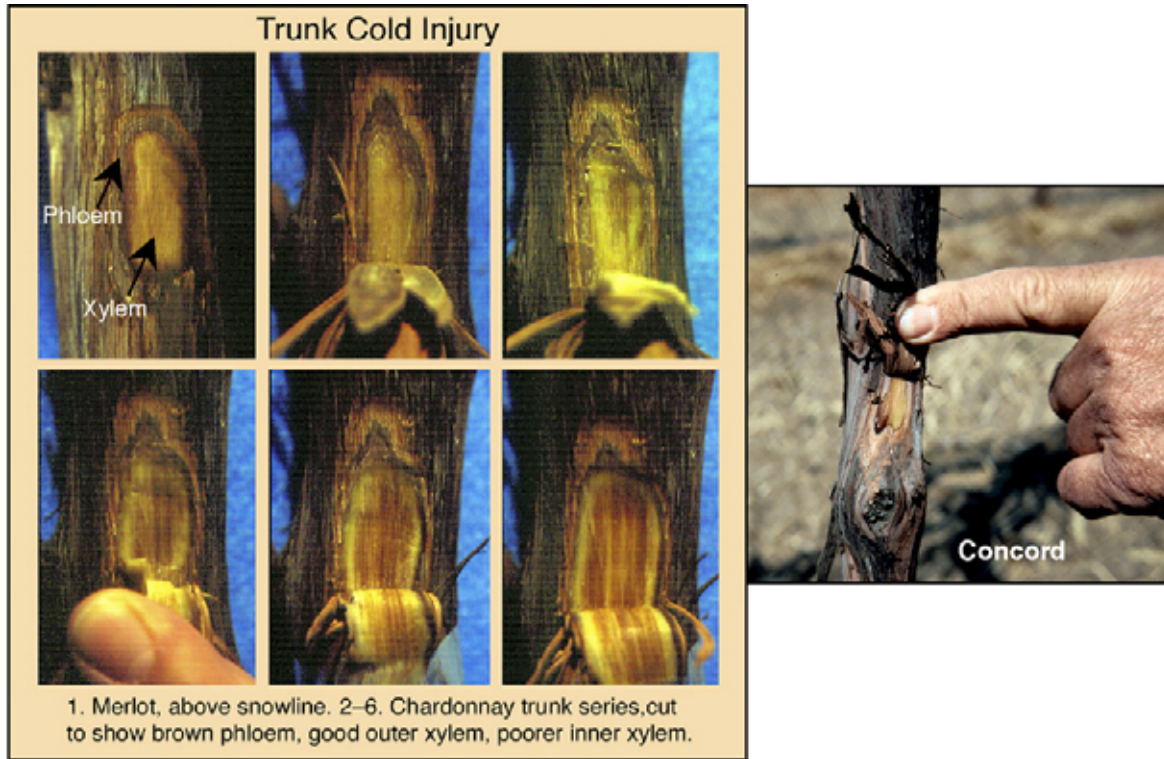 Trunk Cold Injury
Phloem
Xylem
1. Merlot, above snowline. 2–6. Chardonnay trunk series,cut
to show brown phloem, good outer xylem, poorer inner xylem.
Concord